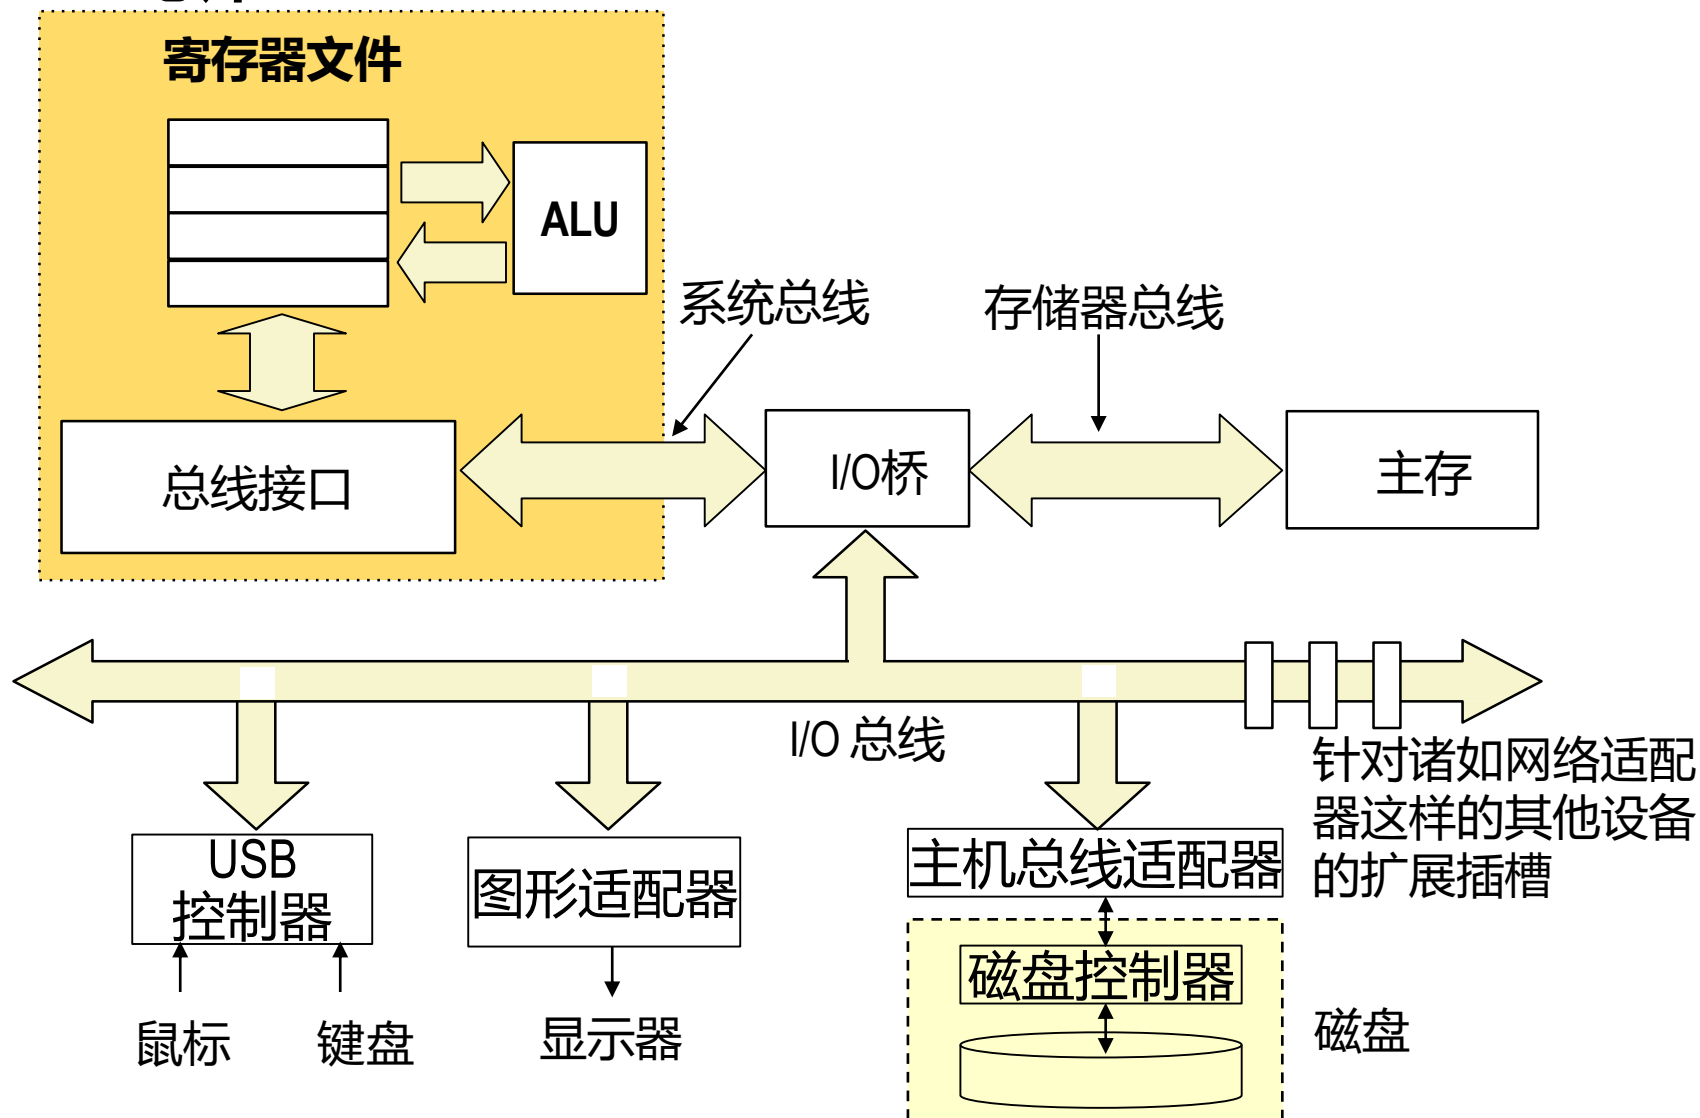 寄存器文件
ALU
系统总线
存储器总线
总线接口
I/O桥
主存
I/O 总线
针对诸如网络适配
器这样的其他设备
的扩展插槽
USB
控制器
图形适配器
主机总线适配器
磁盘控制器
鼠标
键盘
显示器
磁盘